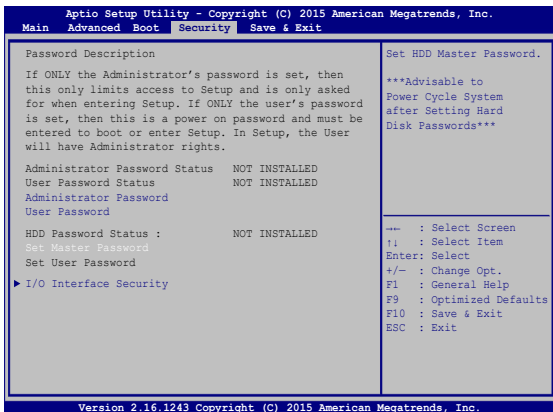 Aptio Setup Utility - Copyright (C) 2015 American Megatrends, Inc.
Main Advanced Boot Security Save & Exit
Password Description
If ONLY the Administrator's password is set, then
this only limits access to Setup and is only asked
for when entering Setup. If ONLY the user's password
is set, then this is a power on password and must be
entered to boot or enter Setup. In Setup, the User
will have Administrator rights.
Administrator Password Status NOT INSTALLED
User Password Status NOT INSTALLED
Administrator Password
User Password
HDD Password Status : NOT INSTALLED
Set Master Password
Set User Password
▶ I/O Interface Security
Set HDD Master Password.
***Advisable to
Power Cycle System
after Setting Hard
Disk Passwords***
→← : Select Screen
↑↓ : Select Item
Enter: Select
+/— : Change Opt.
F1 : General Help
F9 : Optimized Defaults
F10 : Save & Exit
ESC : Exit
Version 2.16.1243 Copyright (C) 2015 American Megatrends, Inc.